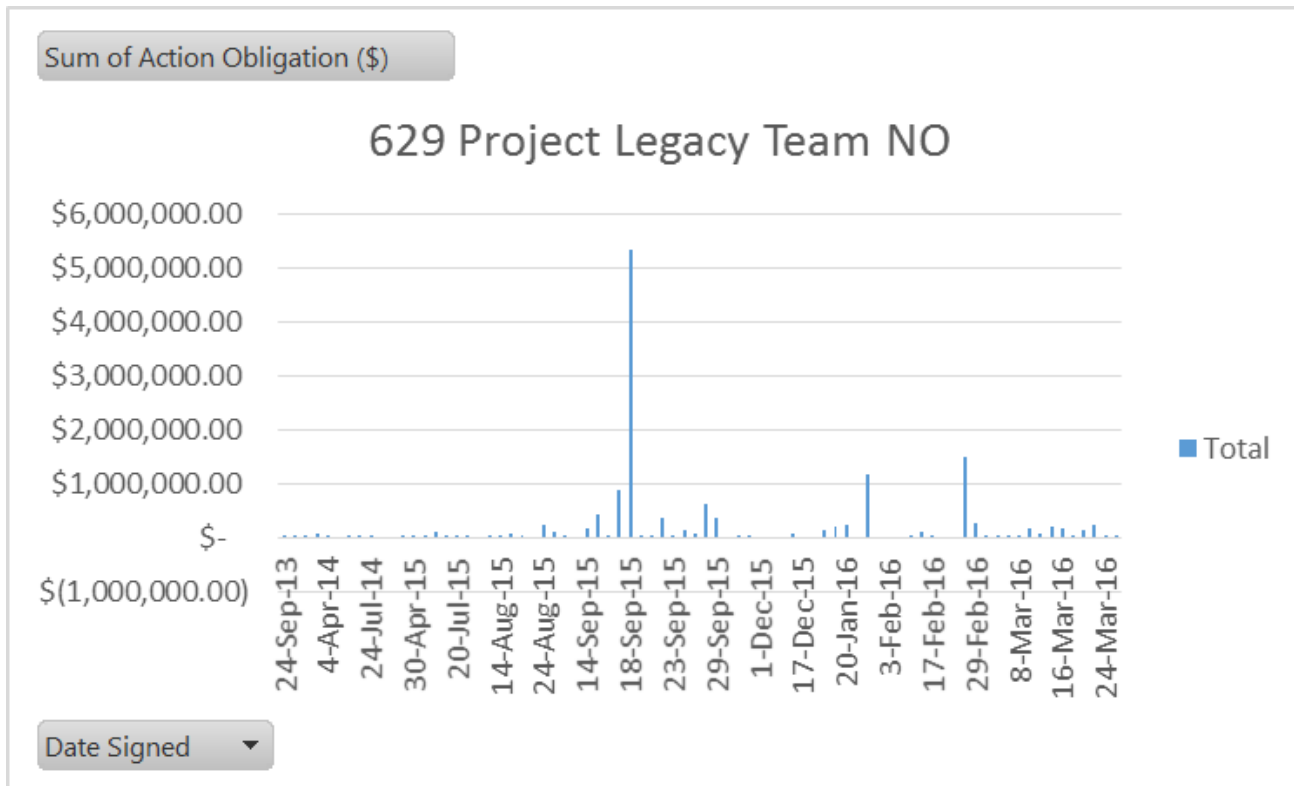 Sum of Action Obligation ($)
629 Project Legacy Team NO
$6,000,000.00
$5,000,000.00
$4,000,000.00
$3,000,000.00
$2,000,000.00
$1,000,000.00
$-
$(1,000,000.00)
Total
24-Sep-13
4-Apr-14
24-Jul-14
30-Apr-15
20-Jul-15
14-Aug-15
24-Aug-15
14-Sep-15
18-Sep-15
23-Sep-15
29-Sep-15
1-Dec-15
17-Dec-15
20-Jan-16
3-Feb-16
17-Feb-16
29-Feb-16
8-Mar-16
16-Mar-16
24-Mar-16
Date Signed